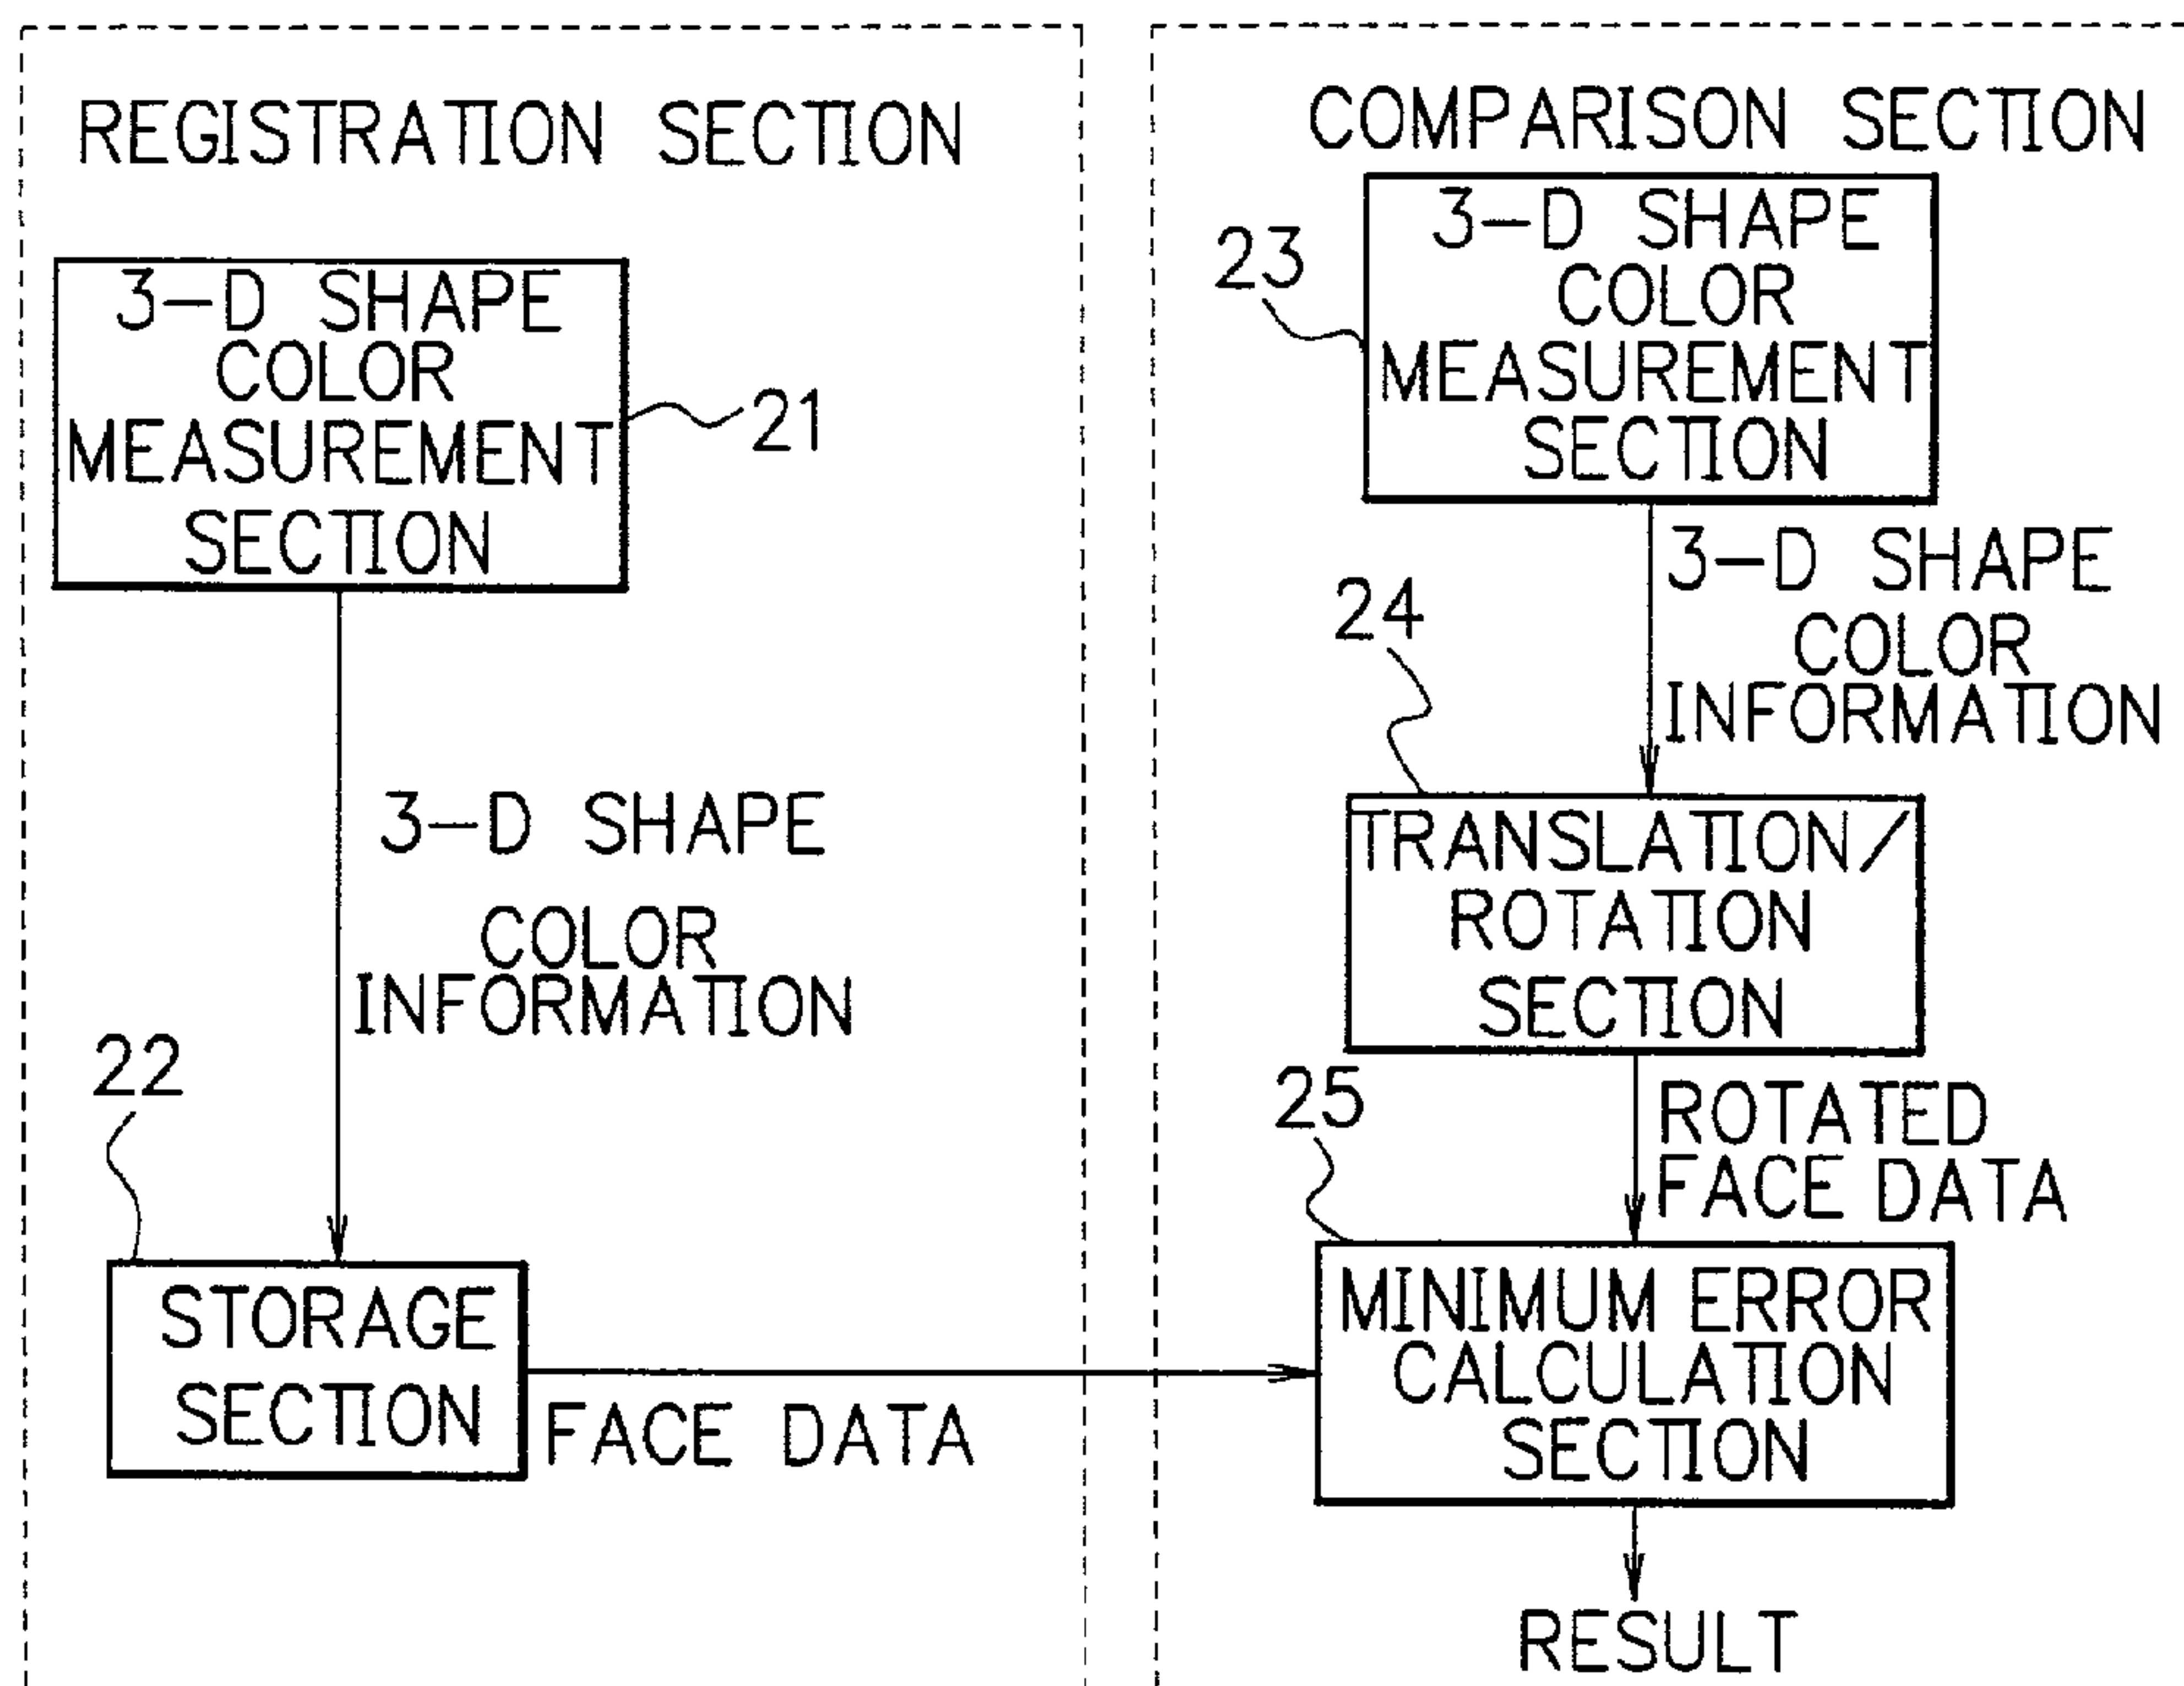 REGISTRATION SECTION
3-D SHAPE
COLOR
MEASUREMENT
SECTION
21
3-D SHAPE
COLOR
INFORMATION
22
STORAGE
SECTION
FACE DATA
COMPARISON SECTION
23
3-D SHAPE
COLOR
MEASUREMENT
SECTION
3-D SHAPE
COLOR
INFORMATION
24
TRANSLATION/
ROTATION
SECTION
ROTATED
FACE DATA
25
MINIMUM ERROR
CALCULATION
SECTION
RESULT